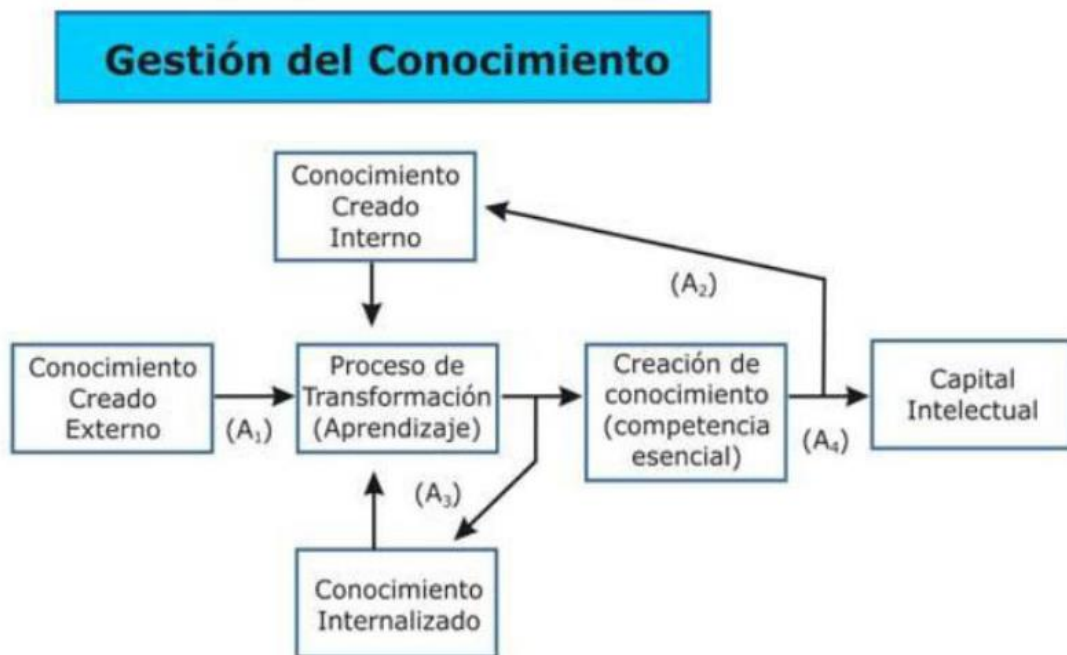 Gestión del Conocimiento
Conocimiento
Creado
Interno
(A₂)
Conocimiento
Creado
Externo
(A₁)
Proceso de
Transformación
(Aprendizaje)
Creación de
conocimiento
(competencia
esencial)
(A₄)
Capital
Intelectual
(A₃)
Conocimiento
Internalizado